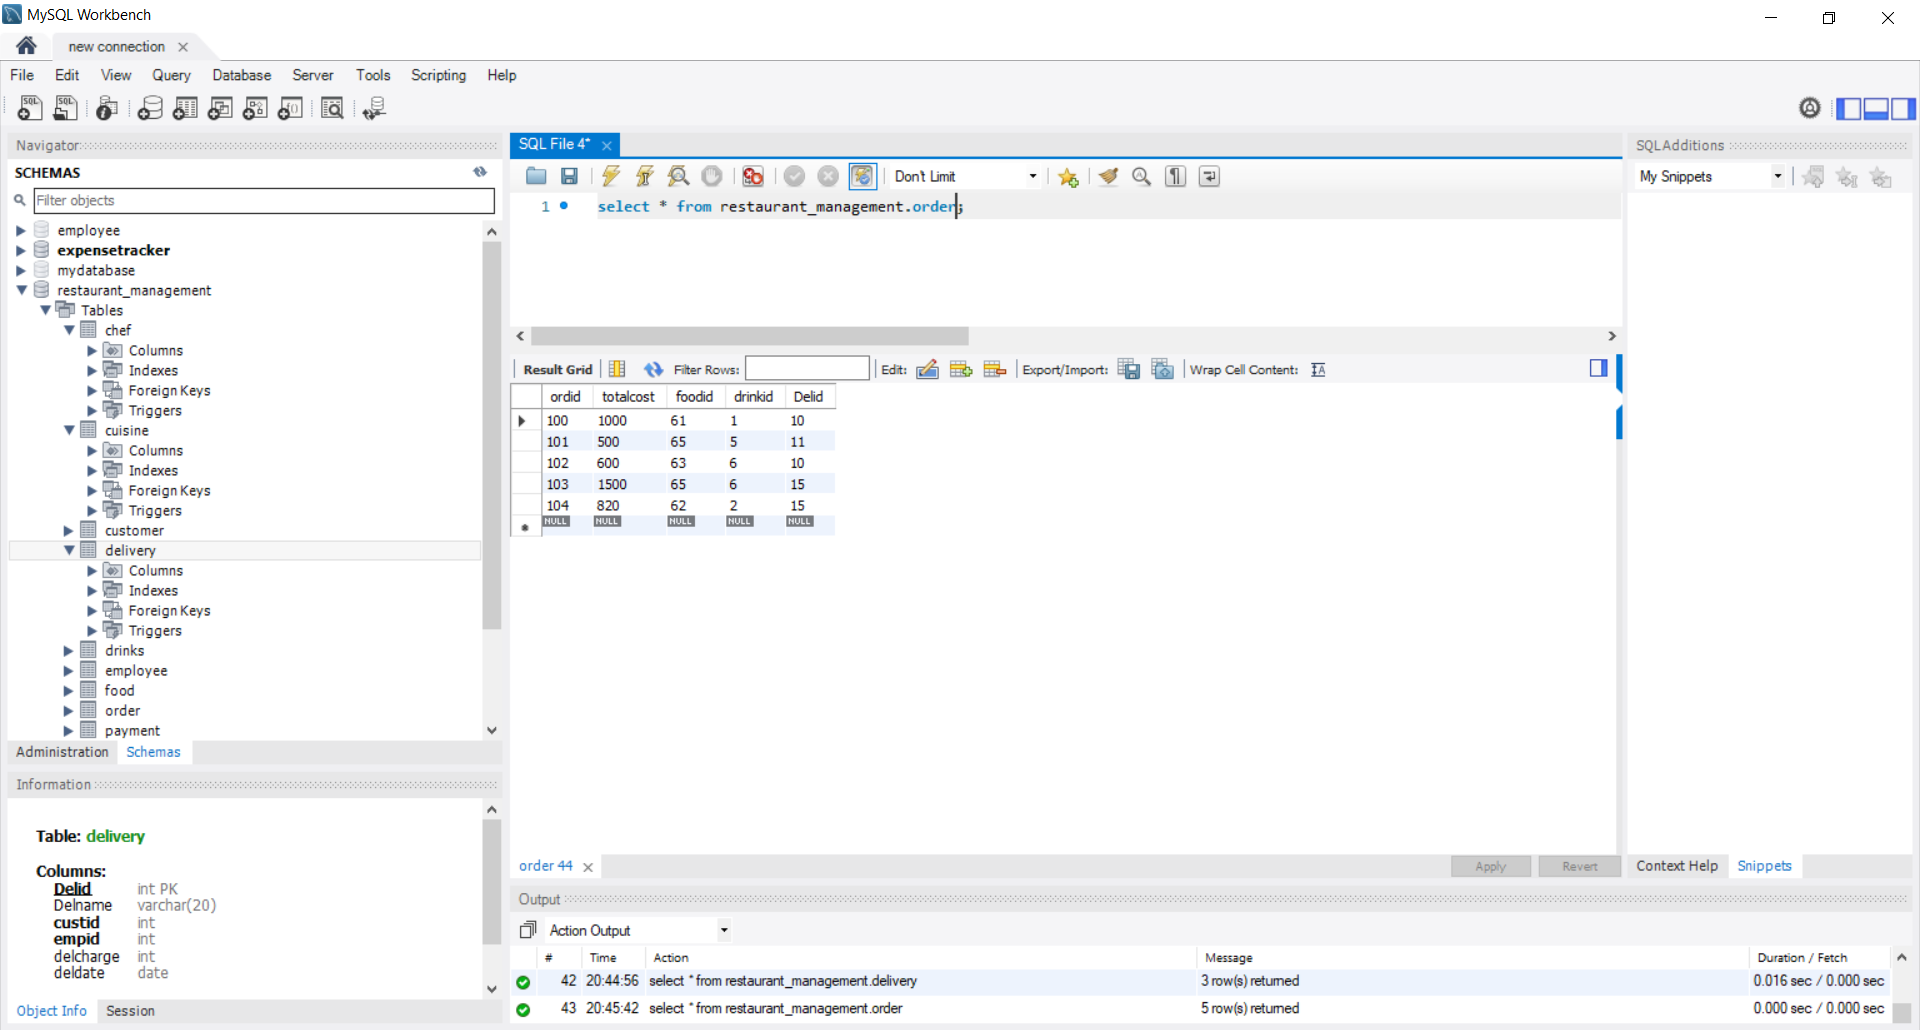 MySQL Workbench
new connection
File Edit View Query Database Server Tools Scripting Help
Navigator
SCHEMAS
Filter objects
employee
expensetracker
mydatabase
restaurant_management
Tables
chef
Columns
Indexes
Foreign Keys
Triggers
cuisine
Columns
Indexes
Foreign Keys
Triggers
customer
delivery
Columns
Indexes
Foreign Keys
Triggers
drinks
employee
food
order
payment
Administration Schemas
Information
Table: delivery
Columns:
Delid int PK
Delname varchar(20)
custid int
empid int
delcharge int
deldate date
Object Info Session
SQL File 4*
Don't Limit
1 select * from restaurant_management.order;
Result Grid Filter Rows: Edit: Export/Import: Wrap Cell Content:
ordid totalcost foodid drinkid Delid
100 1000 61 1 10
101 500 65 5 11
102 600 63 6 10
103 1500 65 6 15
104 820 62 2 15
NULL NULL NULL NULL NULL
order 44
Apply Revert
Output
Action Output
# Time Action Message Duration / Fetch
42 20:44:56 select * from restaurant_management.delivery 3 row(s) returned 0.016 sec / 0.000 sec
43 20:45:42 select * from restaurant_management.order 5 row(s) returned 0.000 sec / 0.000 sec
SQLAdditions
My Snippets
Context Help Snippets